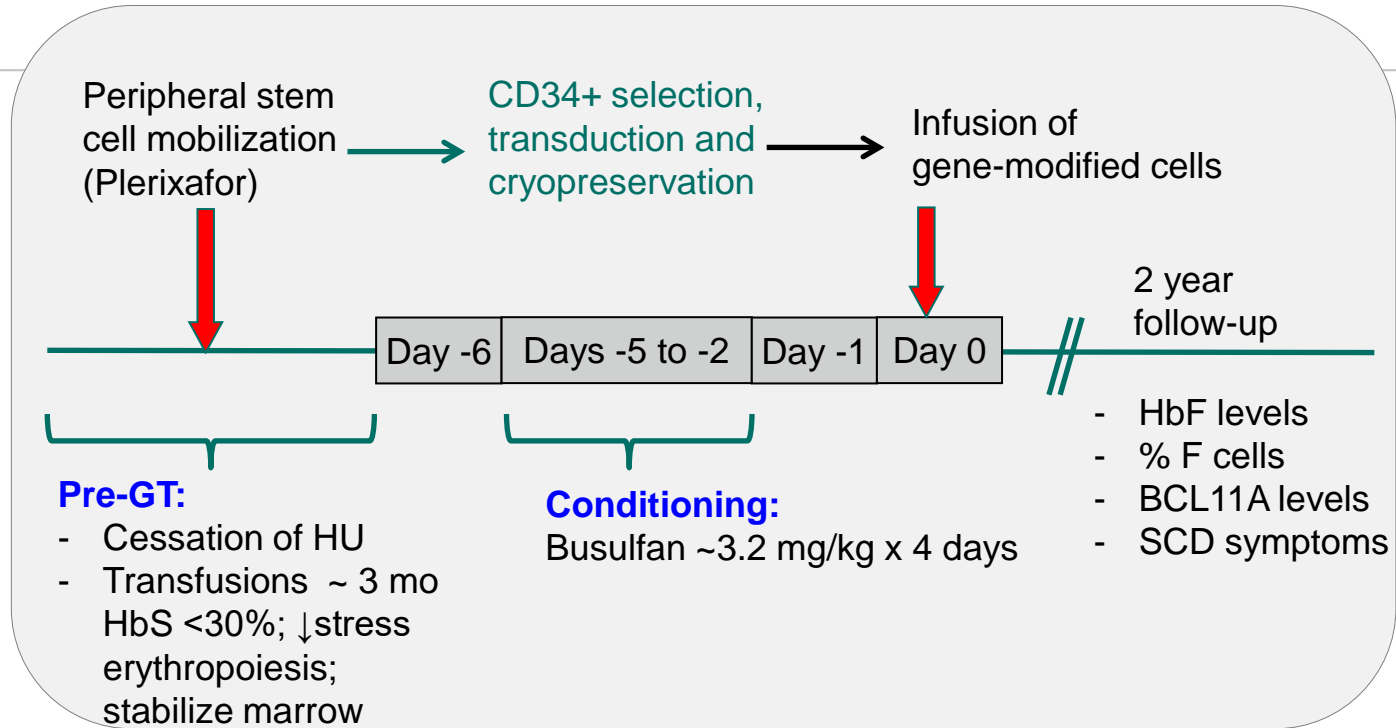 Peripheral stem
cell mobilization
(Plerixafor)
CD34+ selection,
transduction and
cryopreservation
Infusion of
gene-modified cells
2 year
follow-up
Day -6
Days -5 to -2
Day -1
Day 0
Pre-GT:
- Cessation of HU
- Transfusions ~ 3 mo
HbS <30%; ↓stress
erythropoiesis;
stabilize marrow
Conditioning:
Busulfan ~3.2 mg/kg x 4 days
- HbF levels
- % F cells
- BCL11A levels
- SCD symptoms